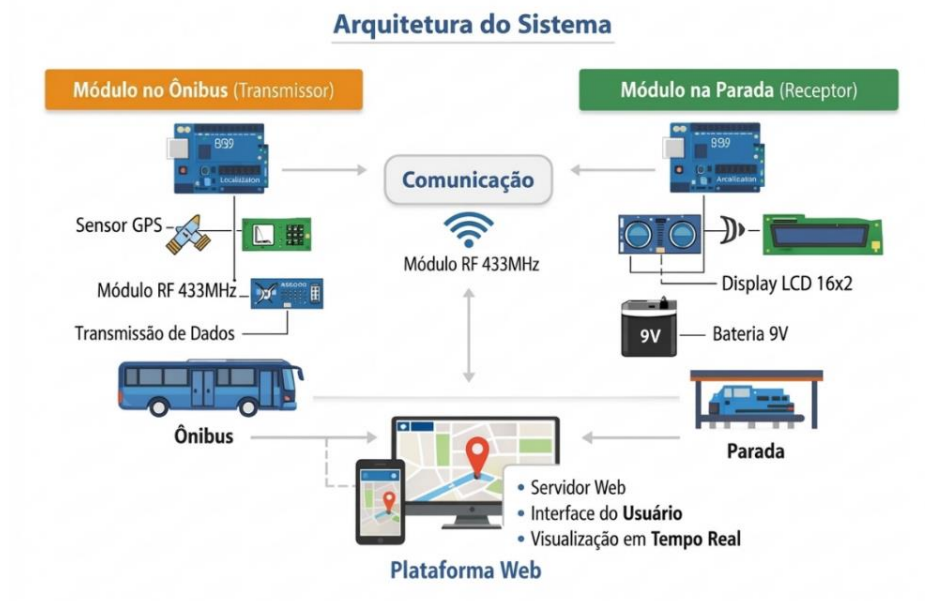 Arquitetura do Sistema
Módulo no Ônibus (Transmissor)
Módulo na Parada (Receptor)
Comunicação
Módulo RF 433MHz
Sensor GPS
Módulo RF 433MHz
Transmissão de Dados
Display LCD 16x2
9V
Bateria 9V
Ônibus
Parada
• Servidor Web
• Interface do Usuário
• Visualização em Tempo Real
Plataforma Web